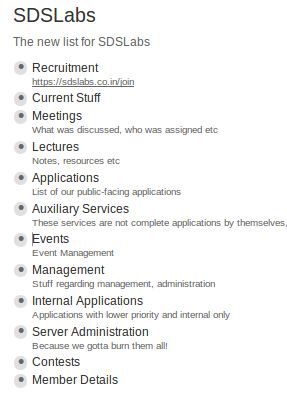 SDSLabs
The new list for SDSLabs
Recruitment
https://sdslabs.co.in/join
Current Stuff
Meetings
What was discussed, who was assigned etc
Lectures
Notes, resources etc
Applications
List of our public-facing applications
Auxiliary Services
These services are not complete applications by themselves,
Events
Event Management
Management
Stuff regarding management, administration
Internal Applications
Applications with lower priority and internal only
Server Administration
Because we gotta burn them all!
Contests
Member Details